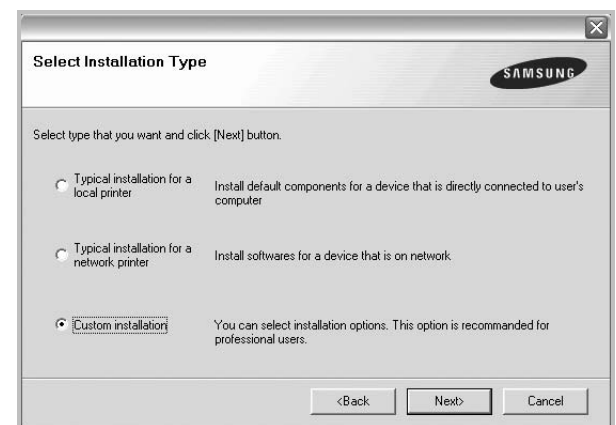 Select Installation Type
SAMSUNG
Select type that you want and click [Next] button.
Typical installation for a
local printer
Install default components for a device that is directly connected to user's
computer
Typical installation for a
network printer
Install softwares for a device that is on network
Custom installation
You can select installation options. This option is recommanded for
professional users.
<Back
Next>
Cancel